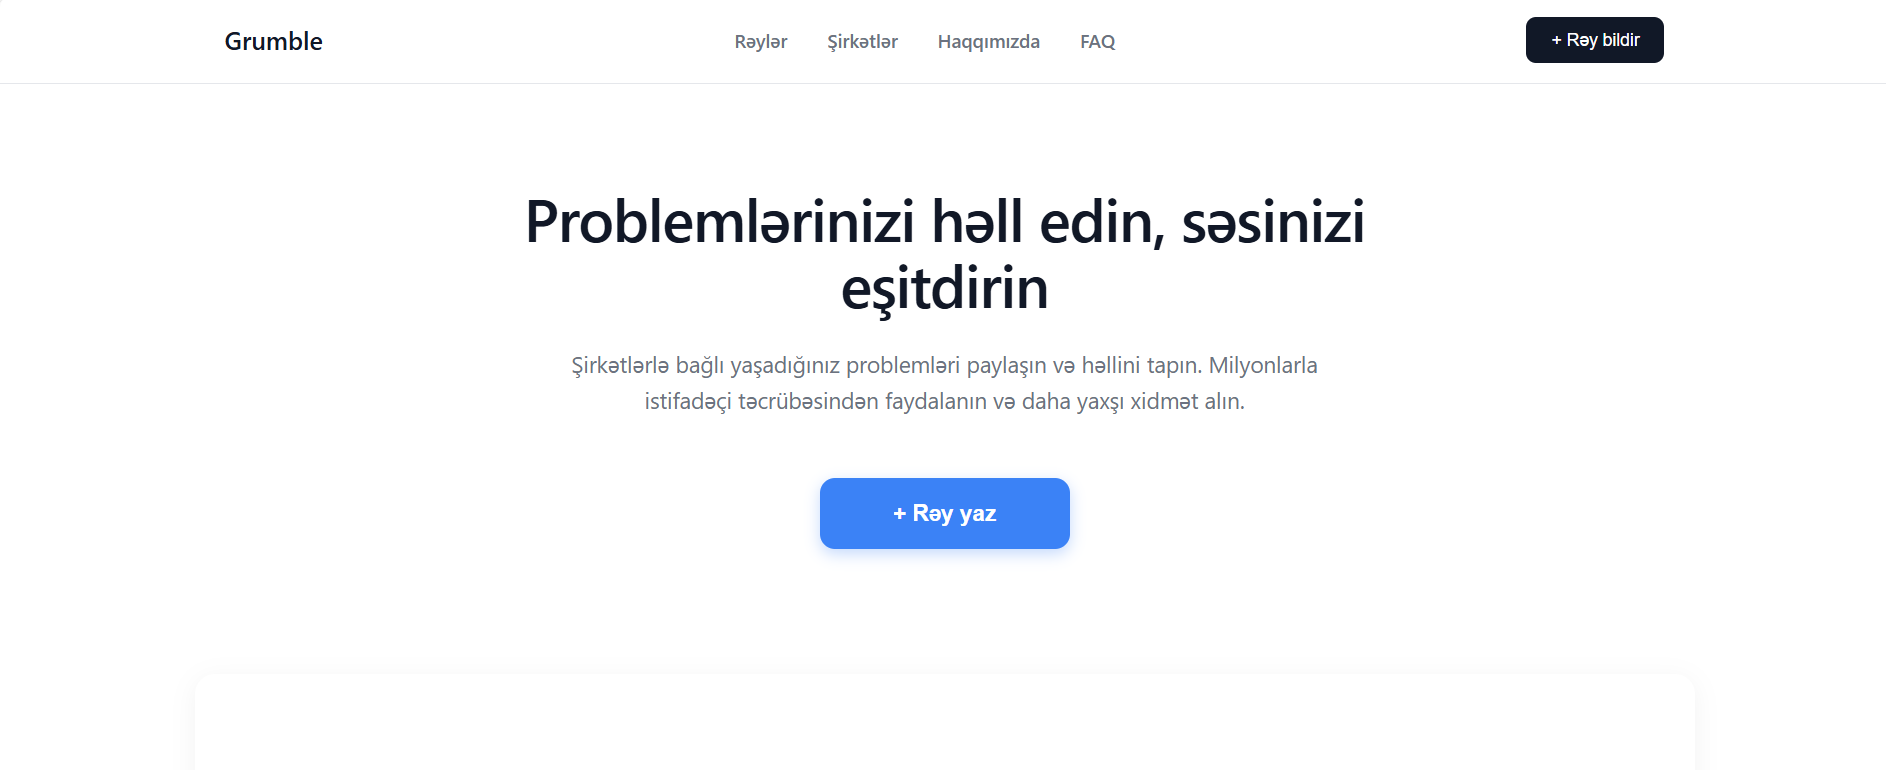 Grumble
Rəylər
Şirkətlər
Haqqımızda
FAQ
+ Rəy bildir
Problemlərinizi həll edin, səsinizi
eşitdirin
Şirkətlərlə bağlı yaşadığınız problemləri paylaşın və həllini tapın. Milyonlarla
istifadəçi təcrübəsindən faydalanın və daha yaxşı xidmət alın.
+ Rəy yaz